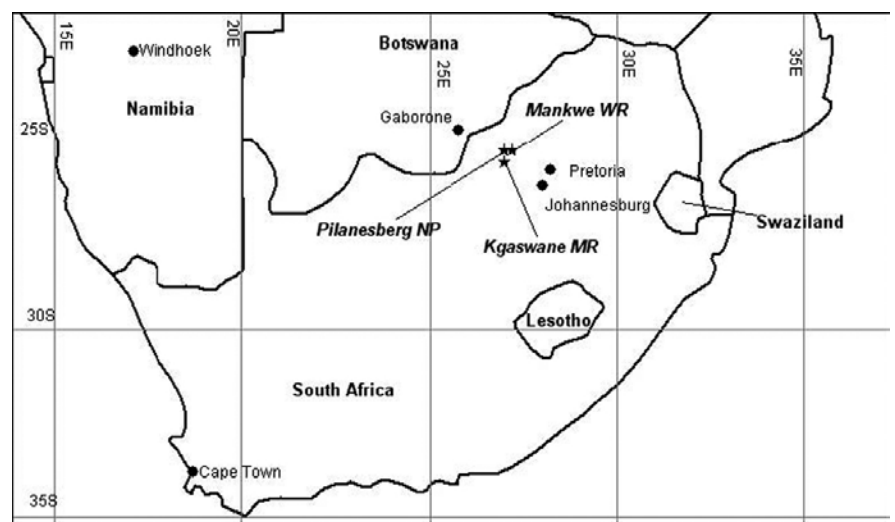 15E
20E
25E
30E
35E
Botswana
Windhoek
Namibia
Gaborone
Mankwe WR
25S
Pretoria
Johannesburg
Swaziland
Pilanesberg NP
Kgaswane MR
30S
Lesotho
South Africa
Cape Town
35S